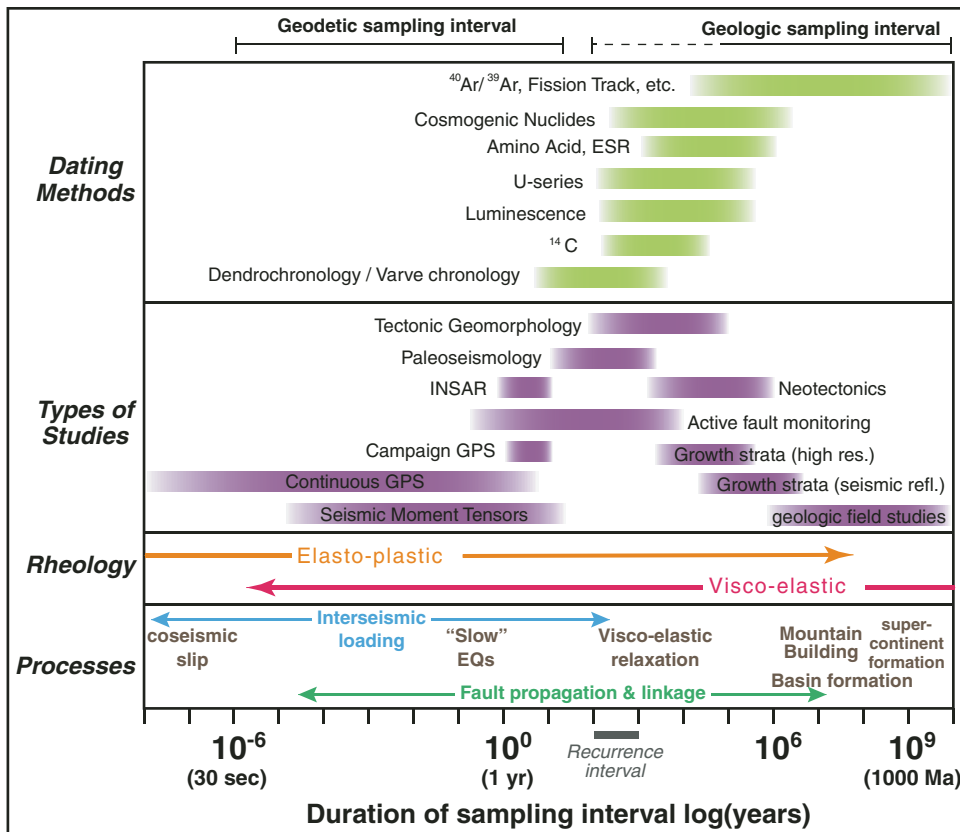 Geodetic sampling interval
Geologic sampling interval
Dating
Methods
⁴⁰Ar/ ³⁹Ar, Fission Track, etc.
Cosmogenic Nuclides
Amino Acid, ESR
U-series
Luminescence
¹⁴ C
Dendrochronology / Varve chronology
Types of
Studies
Tectonic Geomorphology
Paleoseismology
INSAR
Neotectonics
Active fault monitoring
Campaign GPS
Growth strata (high res.)
Continuous GPS
Growth strata (seismic refl.)
Seismic Moment Tensors
geologic field studies
Rheology
Elasto-plastic
Visco-elastic
Processes
coseismic
slip
Interseismic
loading
“Slow”
EQs
Visco-elastic
relaxation
Mountain
Building
super-
continent
formation
Basin formation
Fault propagation & linkage
10⁻⁶
(30 sec)
10⁰
(1 yr)
Recurrence
interval
10⁶
10⁹
(1000 Ma)
Duration of sampling interval log(years)